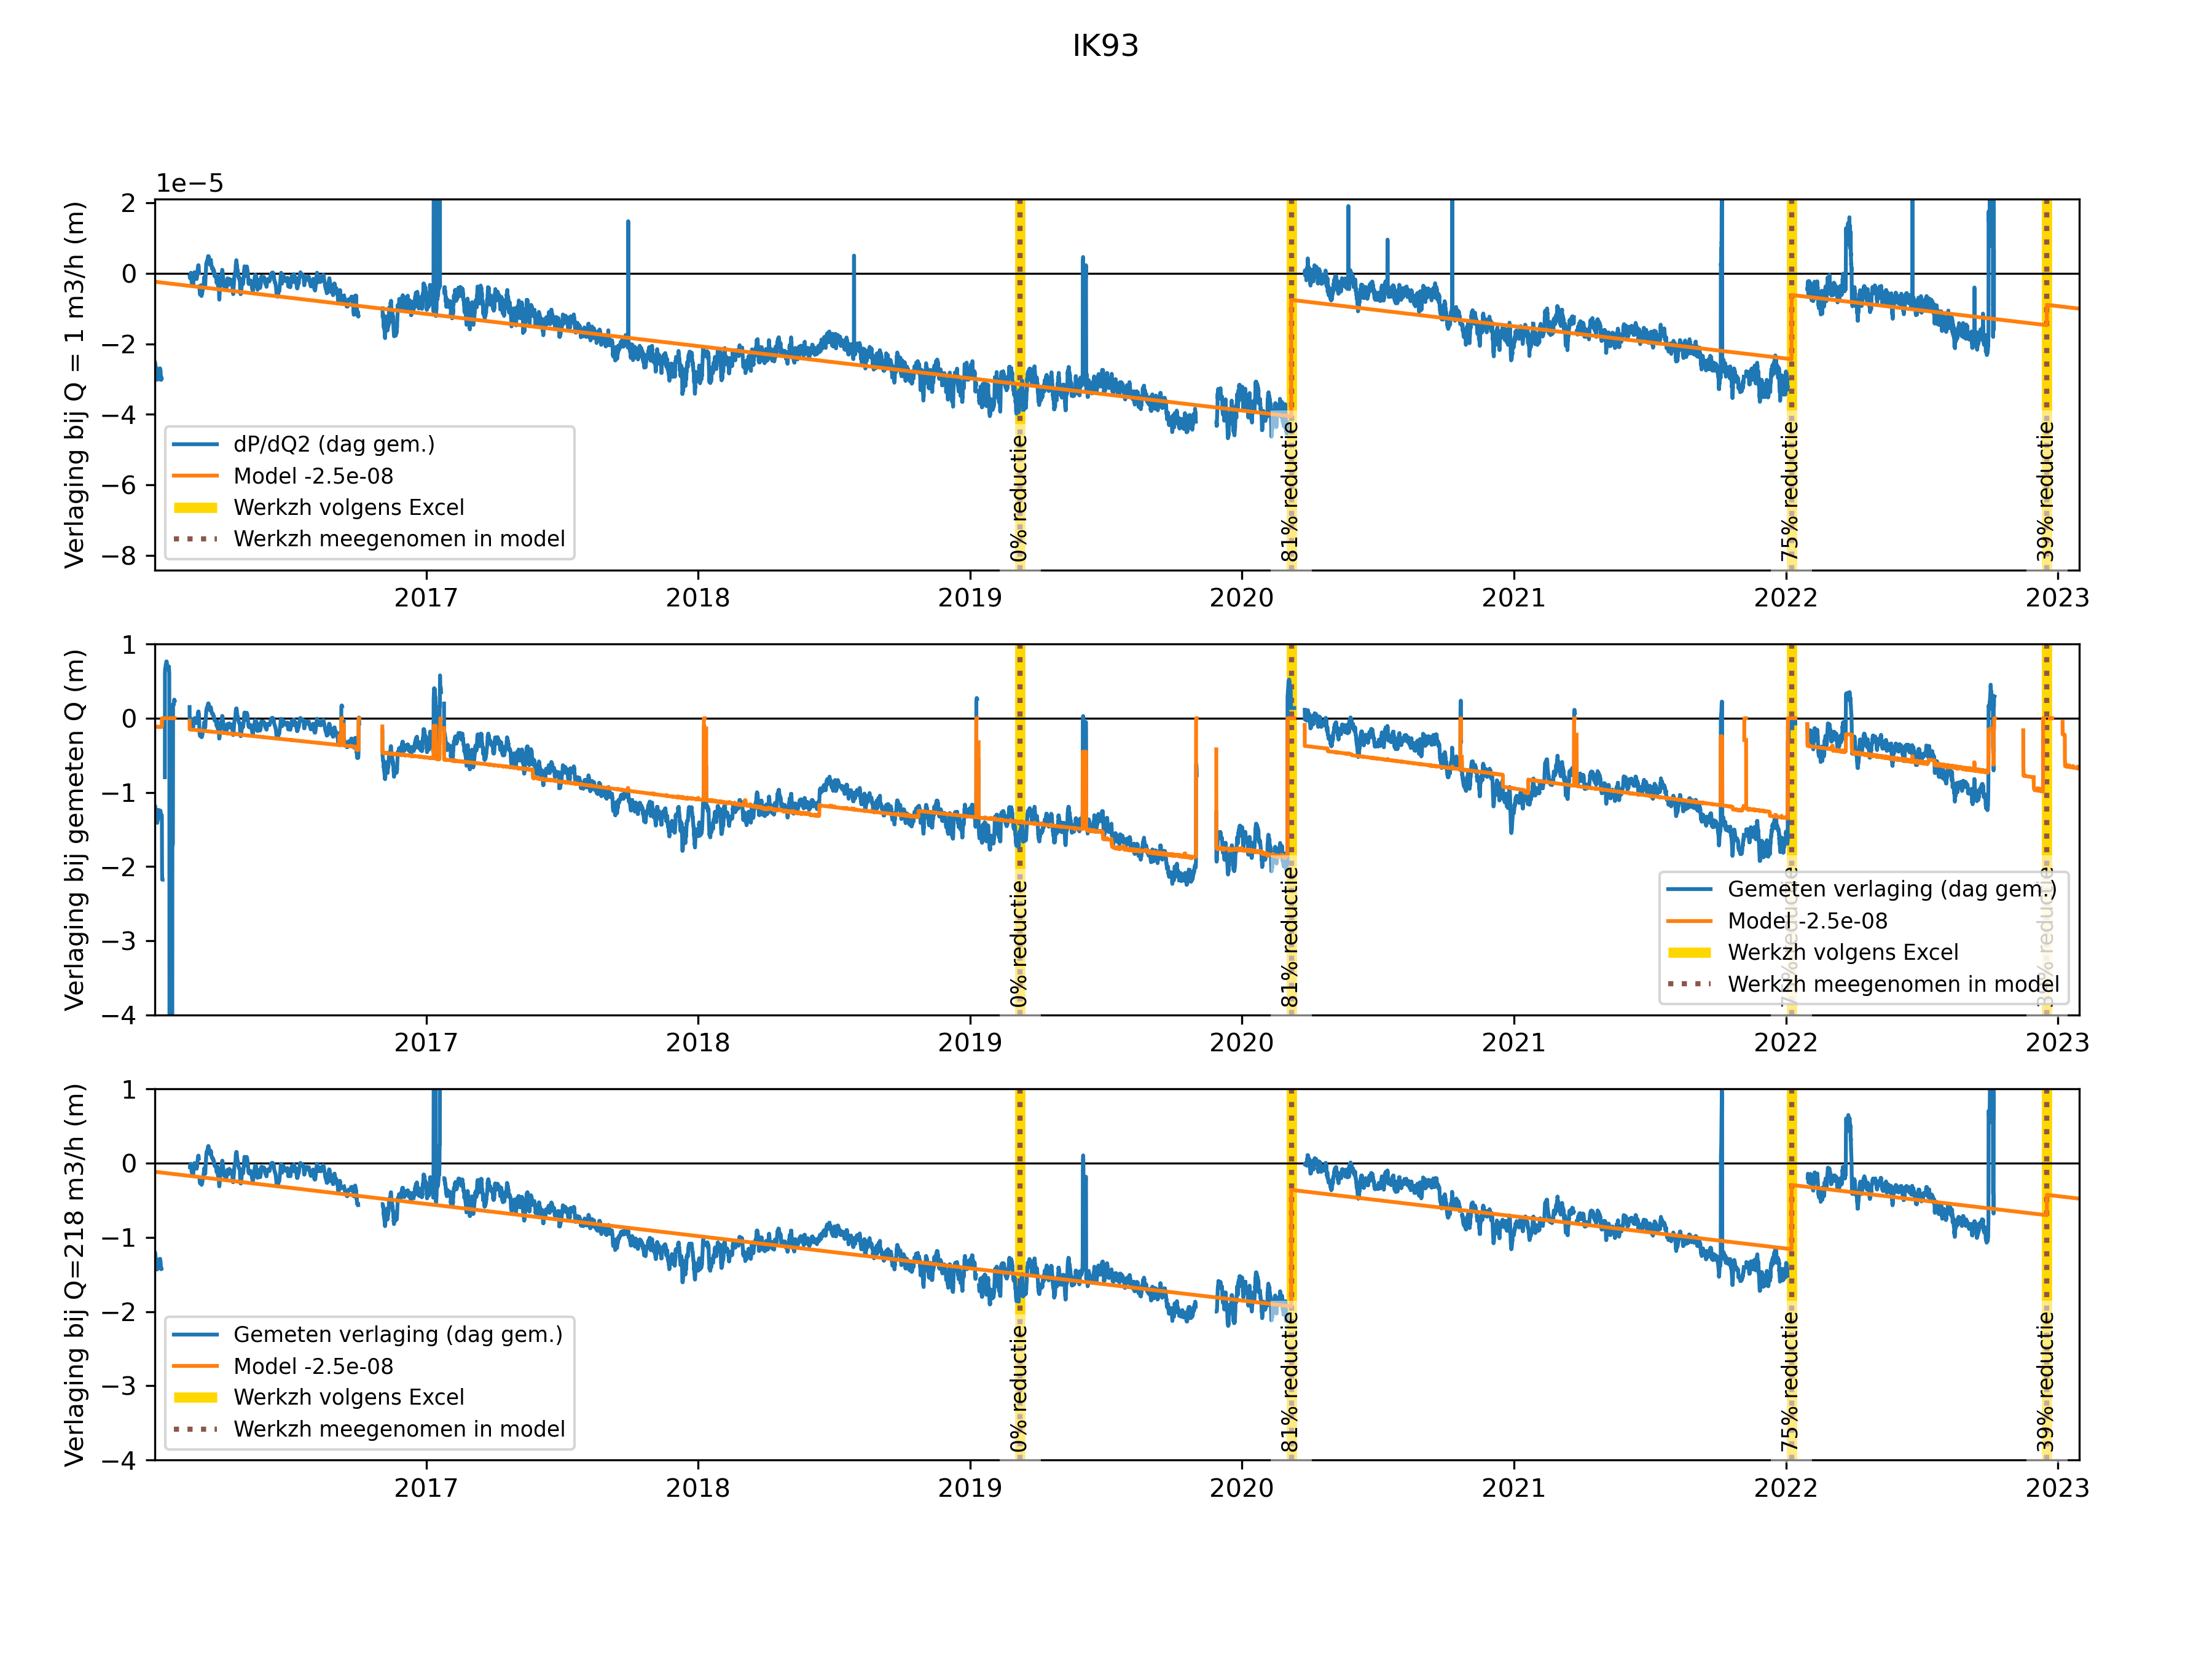 IK93
1e−5
Verlaging bij Q = 1 m3/h (m)
2
0
−2
−4
−6
−8
dP/dQ2 (dag gem.)
Model -2.5e-08
Werkzh volgens Excel
Werkzh meegenomen in model
0% reductie
81% reductie
75% reductie
39% reductie
2017 2018 2019 2020 2021 2022 2023
Verlaging bij gemeten Q (m)
1
0
−1
−2
−3
−4
0% reductie
81% reductie
75% reductie
39% reductie
Gemeten verlaging (dag gem.)
Model -2.5e-08
Werkzh volgens Excel
Werkzh meegenomen in model
2017 2018 2019 2020 2021 2022 2023
Verlaging bij Q=218 m3/h (m)
1
0
−1
−2
−3
−4
Gemeten verlaging (dag gem.)
Model -2.5e-08
Werkzh volgens Excel
Werkzh meegenomen in model
0% reductie
81% reductie
75% reductie
39% reductie
2017 2018 2019 2020 2021 2022 2023